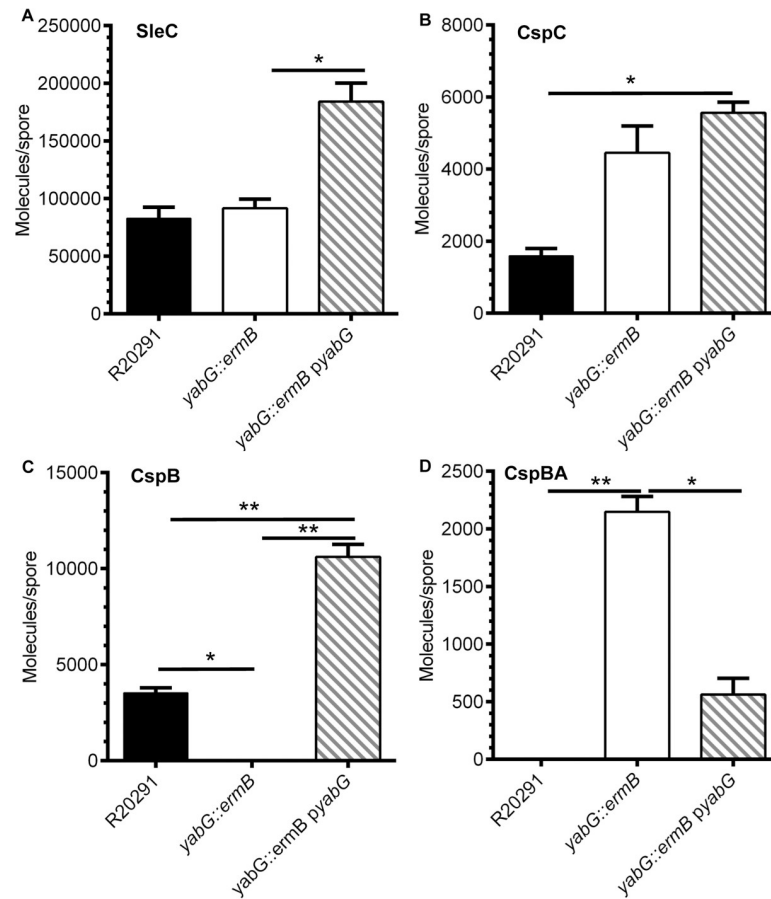 A
SleC
*
Molecules/spore
250000
200000
150000
100000
50000
0
R20291
yabG::ermB
yabG::ermB pyabG
B
CspC
*
Molecules/spore
8000
6000
4000
2000
0
R20291
yabG::ermB
yabG::ermB pyabG
C
CspB
**
**
*
Molecules/spore
15000
10000
5000
0
R20291
yabG::ermB
yabG::ermB pyabG
D
CspBA
**
*
Molecules/spore
2500
2000
1500
1000
500
0
R20291
yabG::ermB
yabG::ermB pyabG